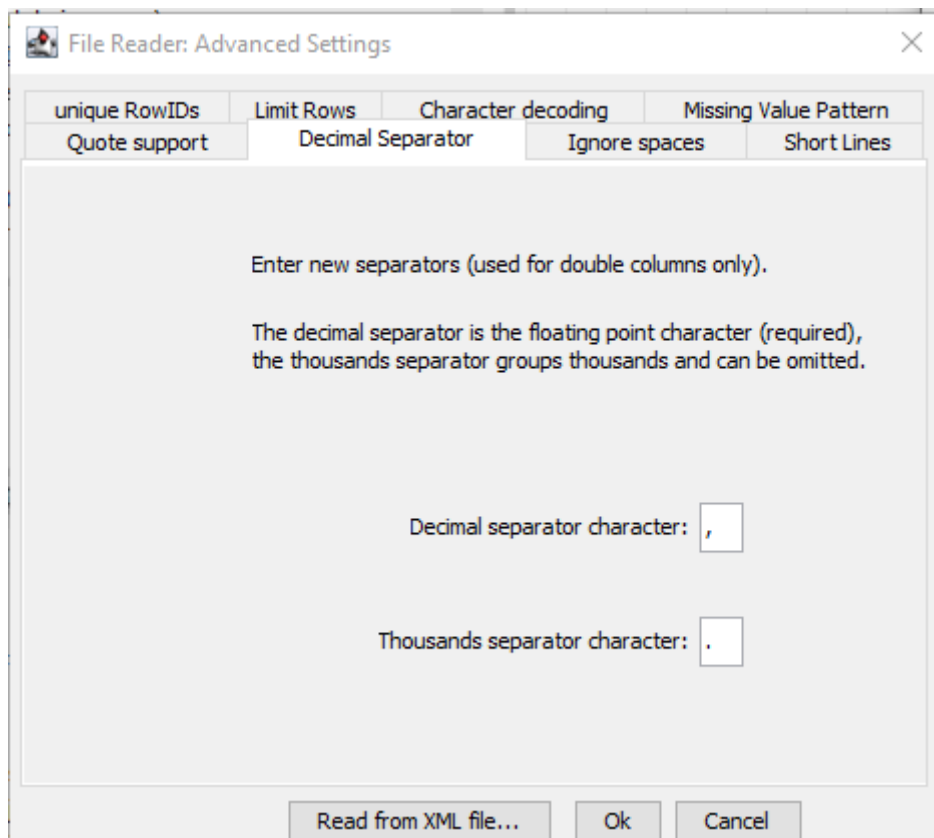 File Reader: Advanced Settings
unique RowIDs Limit Rows Character decoding Missing Value Pattern
Quote support Decimal Separator Ignore spaces Short Lines
Enter new separators (used for double columns only).
The decimal separator is the floating point character (required),
the thousands separator groups thousands and can be omitted.
Decimal separator character: ,
Thousands separator character: .
Read from XML file... Ok Cancel